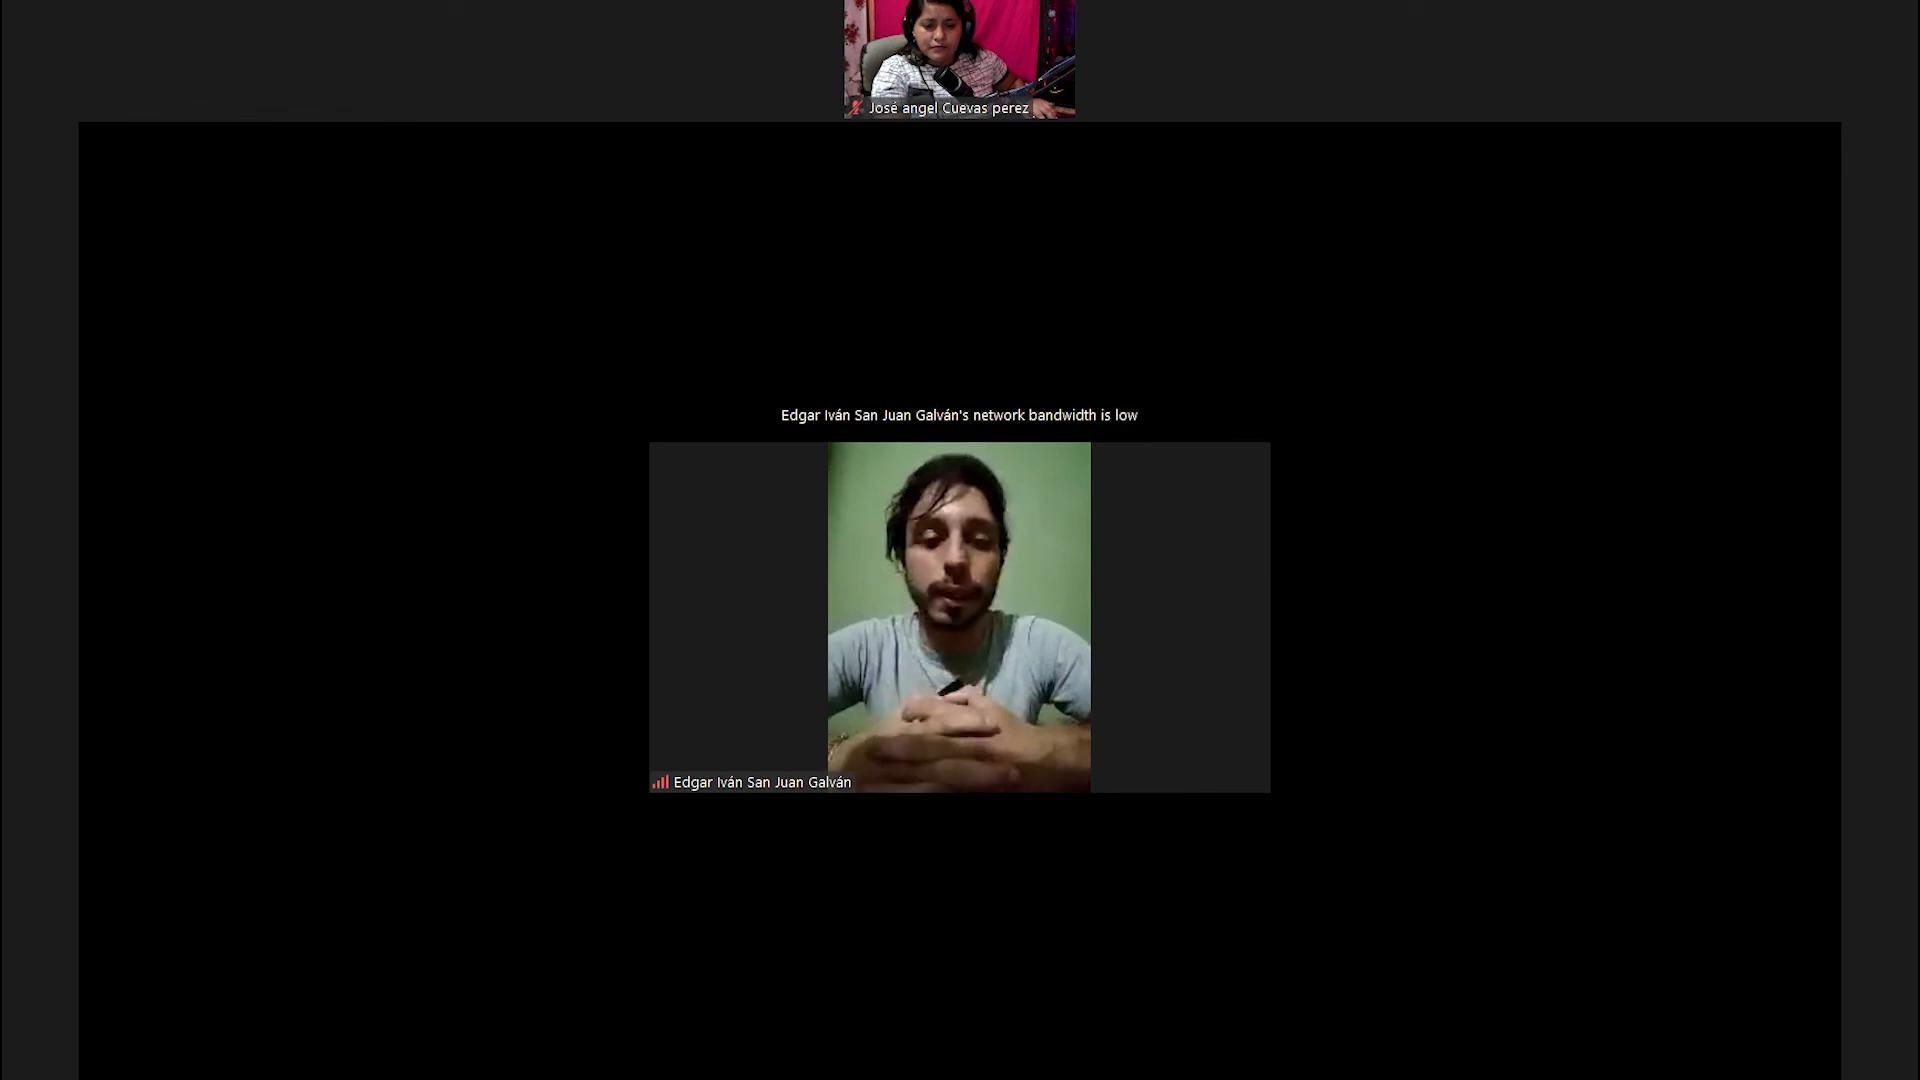 José angel Cuevas perez
Edgar Iván San Juan Galván's network bandwidth is low
Edgar Iván San Juan Galván